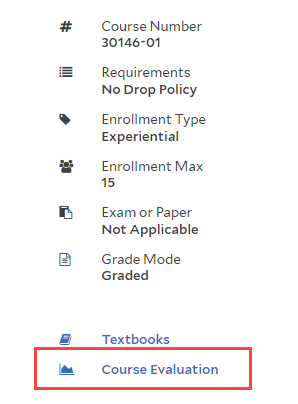 # Course Number
30146-01
Requirements
No Drop Policy
Enrollment Type
Experiential
Enrollment Max
15
Exam or Paper
Not Applicable
Grade Mode
Graded
Textbooks
Course Evaluation